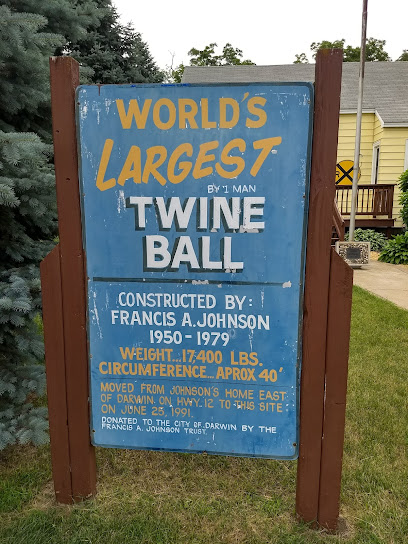 WORLD'S
LARGEST
BY 1 MAN
TWINE
BALL
CONSTRUCTED BY:
FRANCIS A. JOHNSON
1950 - 1979
WEIGHT...17,400 LBS.
CIRCUMFERENCE...APROX 40'
MOVED FROM JOHNSON'S HOME EAST
OF DARWIN ON HWY. 12 TO THIS SITE:
ON JUNE 23, 1991.
DONATED TO THE CITY OF DARWIN BY THE
FRANCIS A. JOHNSON TRUST.